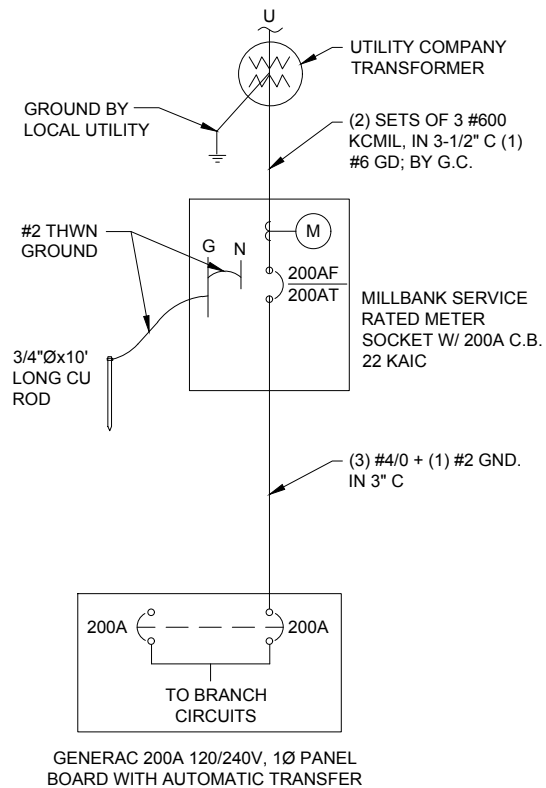 U
UTILITY COMPANY
TRANSFORMER
GROUND BY
LOCAL UTILITY
(2) SETS OF 3 #600
KCMIL, IN 3-1/2" C (1)
#6 GD; BY G.C.
#2 THWN
GROUND
G N
M
200AF
200AT
MILLBANK SERVICE
RATED METER
SOCKET W/ 200A C.B.
22 KAIC
3/4"Øx10'
LONG CU
ROD
(3) #4/0 + (1) #2 GND.
IN 3" C
200A
200A
TO BRANCH
CIRCUITS
GENERAC 200A 120/240V, 1Ø PANEL
BOARD WITH AUTOMATIC TRANSFER